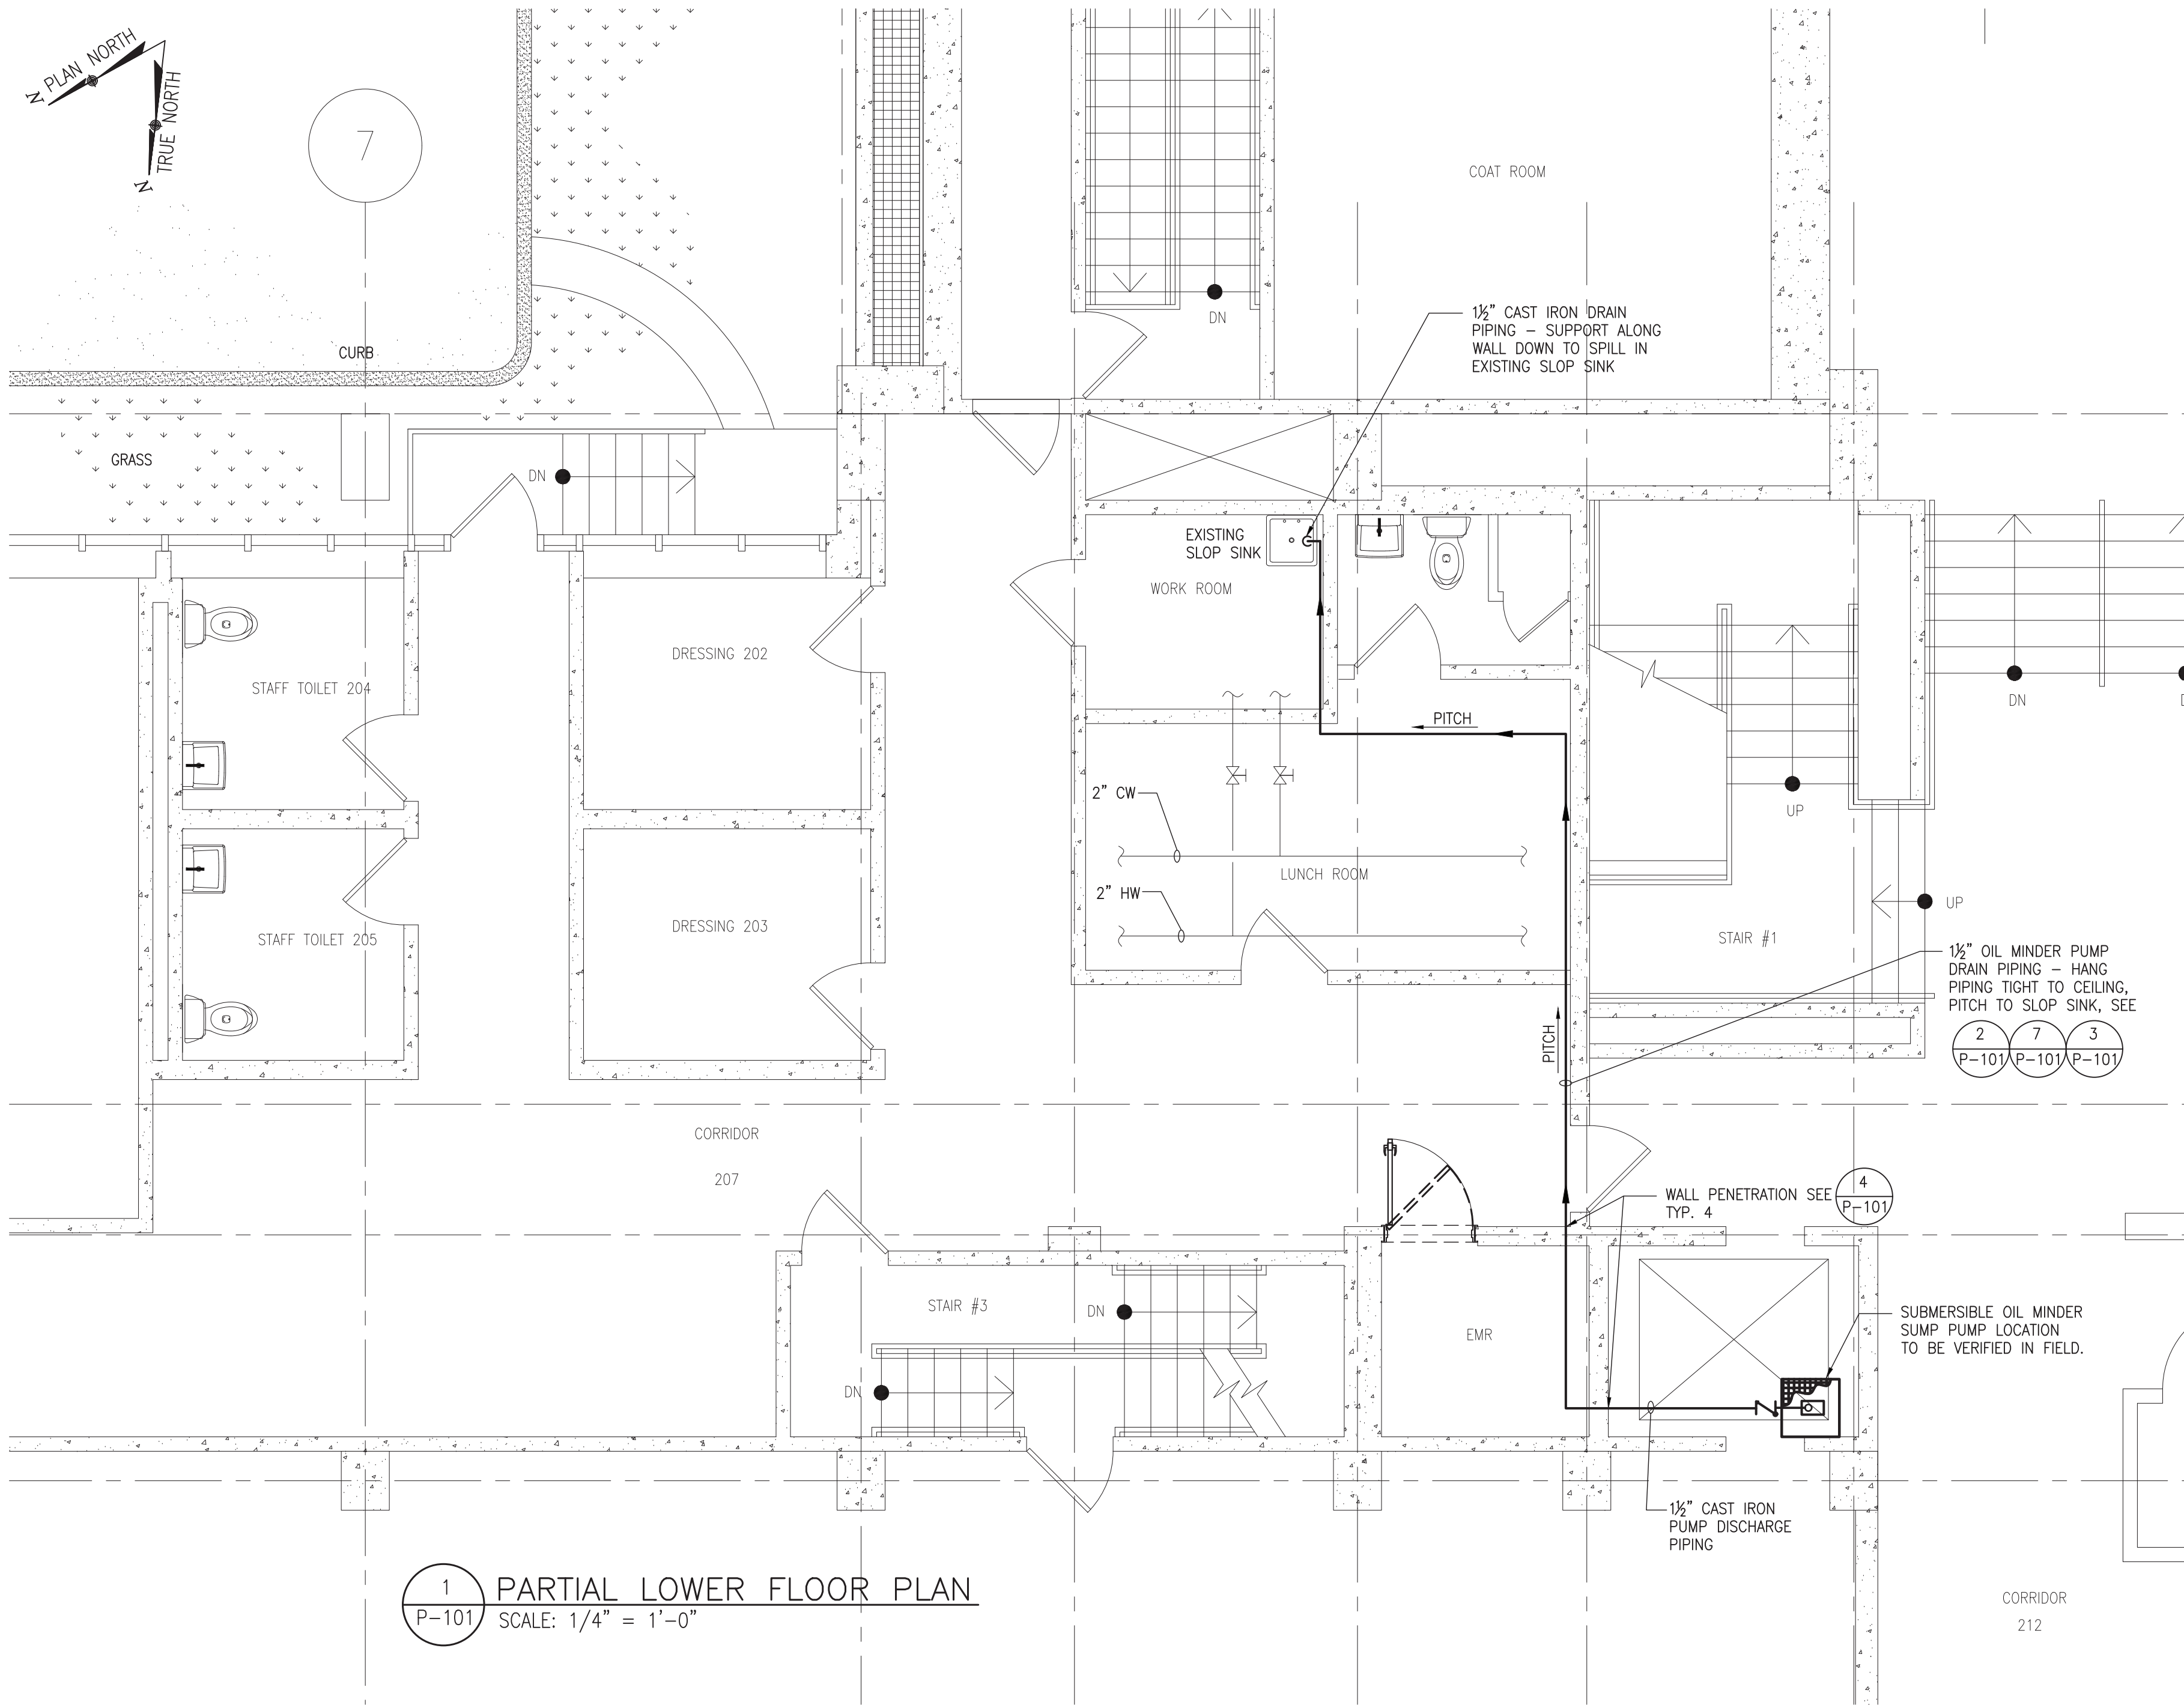 N PLAN NORTH
N TRUE NORTH
7
COAT ROOM
DN
1½" CAST IRON DRAIN
PIPING – SUPPORT ALONG
WALL DOWN TO SPILL IN
EXISTING SLOP SINK
CURB
GRASS
DN
EXISTING
SLOP SINK
WORK ROOM
DRESSING 202
STAFF TOILET 204
DN
PITCH
2" CW
UP
LUNCH ROOM
2" HW
UP
DRESSING 203
STAFF TOILET 205
STAIR #1
1½" OIL MINDER PUMP
DRAIN PIPING – HANG
PIPING TIGHT TO CEILING,
PITCH TO SLOP SINK, SEE
2
P-101
7
P-101
3
P-101
PITCH
CORRIDOR
207
WALL PENETRATION SEE
TYP. 4
4
P-101
STAIR #3
DN
EMR
SUBMERSIBLE OIL MINDER
SUMP PUMP LOCATION
TO BE VERIFIED IN FIELD.
DN
1½" CAST IRON
PUMP DISCHARGE
PIPING
1
P-101
PARTIAL LOWER FLOOR PLAN
SCALE: 1/4" = 1'-0"
CORRIDOR
212